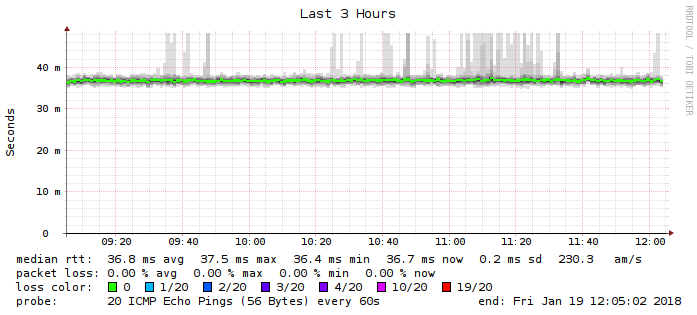 Last 3 Hours
RRDTOOL / TOBI OETIKER
Seconds
40 m
30 m
20 m
10 m
0
09:20 09:40 10:00 10:20 10:40 11:00 11:20 11:40 12:00
median rtt: 36.8 ms avg 37.5 ms max 36.4 ms min 36.7 ms now 0.2 ms sd 230.3 am/s
packet loss: 0.00 % avg 0.00 % max 0.00 % min 0.00 % now
loss color: 0 1/20 2/20 3/20 4/20 10/20 19/20
probe: 20 ICMP Echo Pings (56 Bytes) every 60s end: Fri Jan 19 12:05:02 2018